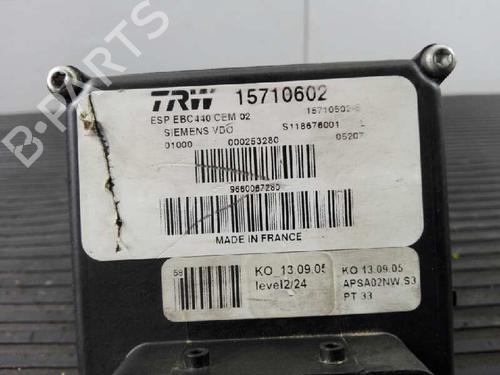 B-PARTS
TRW 15710602
ESP EBC440 CEM 02
SIEMENS VDO S118676001 L
01000 000253280 05207
9660067280
MADE IN FRANCE
KO 13.09.05
level2/24
KO 13.09.05
APSA02NW.S3
PT 33